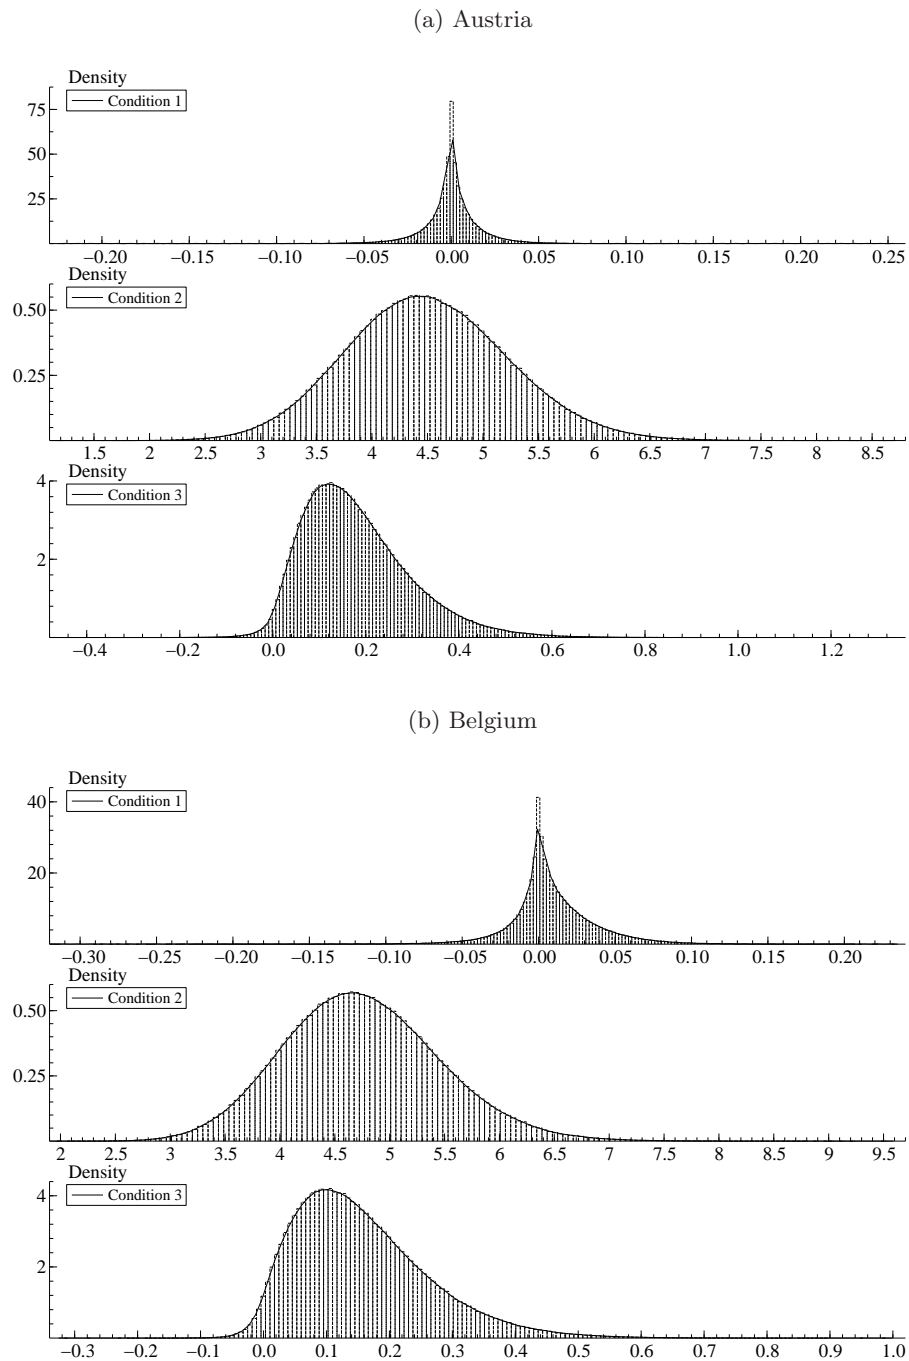 (a) Austria
Density
Condition 1
75
50
25
−0.20 −0.15 −0.10 −0.05 0.00 0.05 0.10 0.15 0.20 0.25
Density
Condition 2
0.50
0.25
1.5 2 2.5 3 3.5 4 4.5 5 5.5 6 6.5 7 7.5 8 8.5
Density
Condition 3
4
2
−0.4 −0.2 0.0 0.2 0.4 0.6 0.8 1.0 1.2
(b) Belgium
Density
Condition 1
40
20
−0.30 −0.25 −0.20 −0.15 −0.10 −0.05 0.00 0.05 0.10 0.15 0.20
Density
Condition 2
0.50
0.25
2 2.5 3 3.5 4 4.5 5 5.5 6 6.5 7 7.5 8 8.5 9 9.5
Density
Condition 3
4
2
−0.3 −0.2 −0.1 0.0 0.1 0.2 0.3 0.4 0.5 0.6 0.7 0.8 0.9 1.0